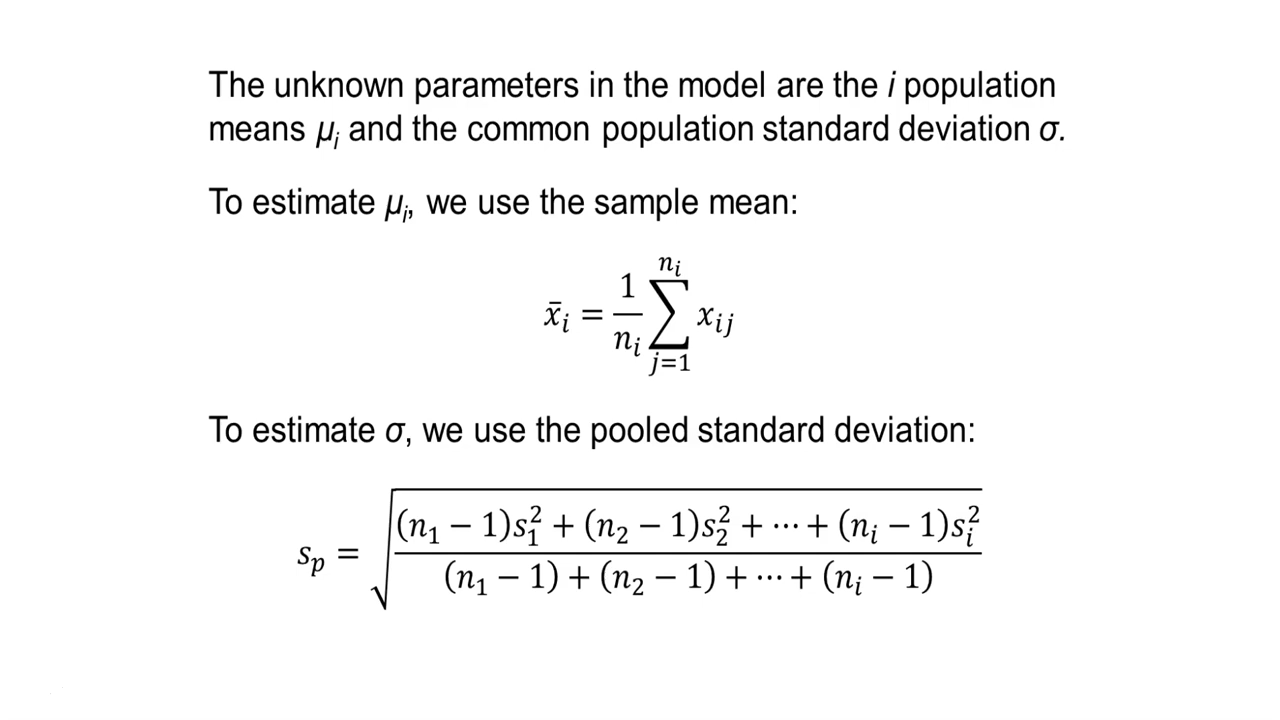 The unknown parameters in the model are the i population
means μᵢ and the common population standard deviation σ.
To estimate μᵢ, we use the sample mean:
x̄ᵢ = 1/nᵢ ∑_{j=1}^{nᵢ} xᵢⱼ
To estimate σ, we use the pooled standard deviation:
sₚ = √(((n₁ − 1)s₁² + (n₂ − 1)s₂² + ⋯ + (nᵢ − 1)sᵢ²) / ((n₁ − 1) + (n₂ − 1) + ⋯ + (nᵢ − 1)))